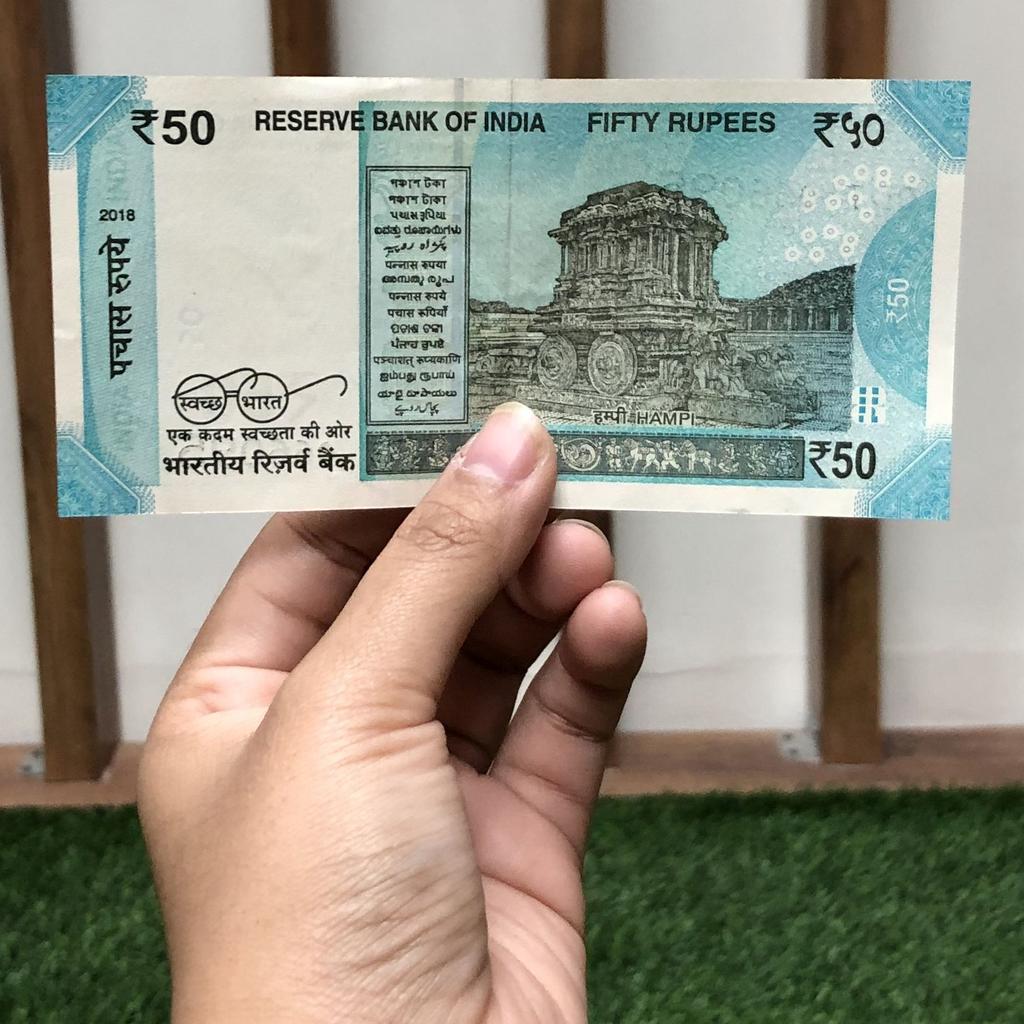 ₹50 RESERVE BANK OF INDIA FIFTY RUPEES ₹५०
2018
पचास रुपये
পঞ্চাশ টকা
পঞ্চাশ টাকা
પચાસ રૂપિયા
ಐವತ್ತು ರೂಪಾಯಿಗಳು
पन्नास रुपया
അമ്പതു രൂപ
पन्नास रुपये
पचास रुपियाँ
ପଚାଶ ଟଙ୍କା
ਪੰਜਾਹ ਰੁਪਏ
पञ्चाशत् रूप्यकाणि
ஐம்பது ரூபாய்
యాభై రూపాయలు
₹50
स्वच्छ भारत
एक कदम स्वच्छता की ओर
भारतीय रिज़र्व बैंक
हम्पी HAMPI
₹50